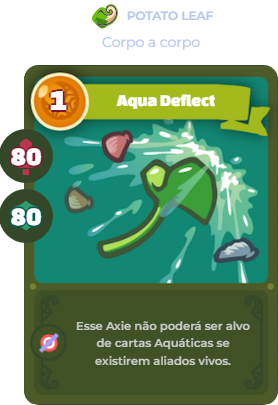 POTATO LEAF
Corpo a corpo
1
Aqua Deflect
80
80
Esse Axie não poderá ser alvo
de cartas Aquáticas se
existirem aliados vivos.